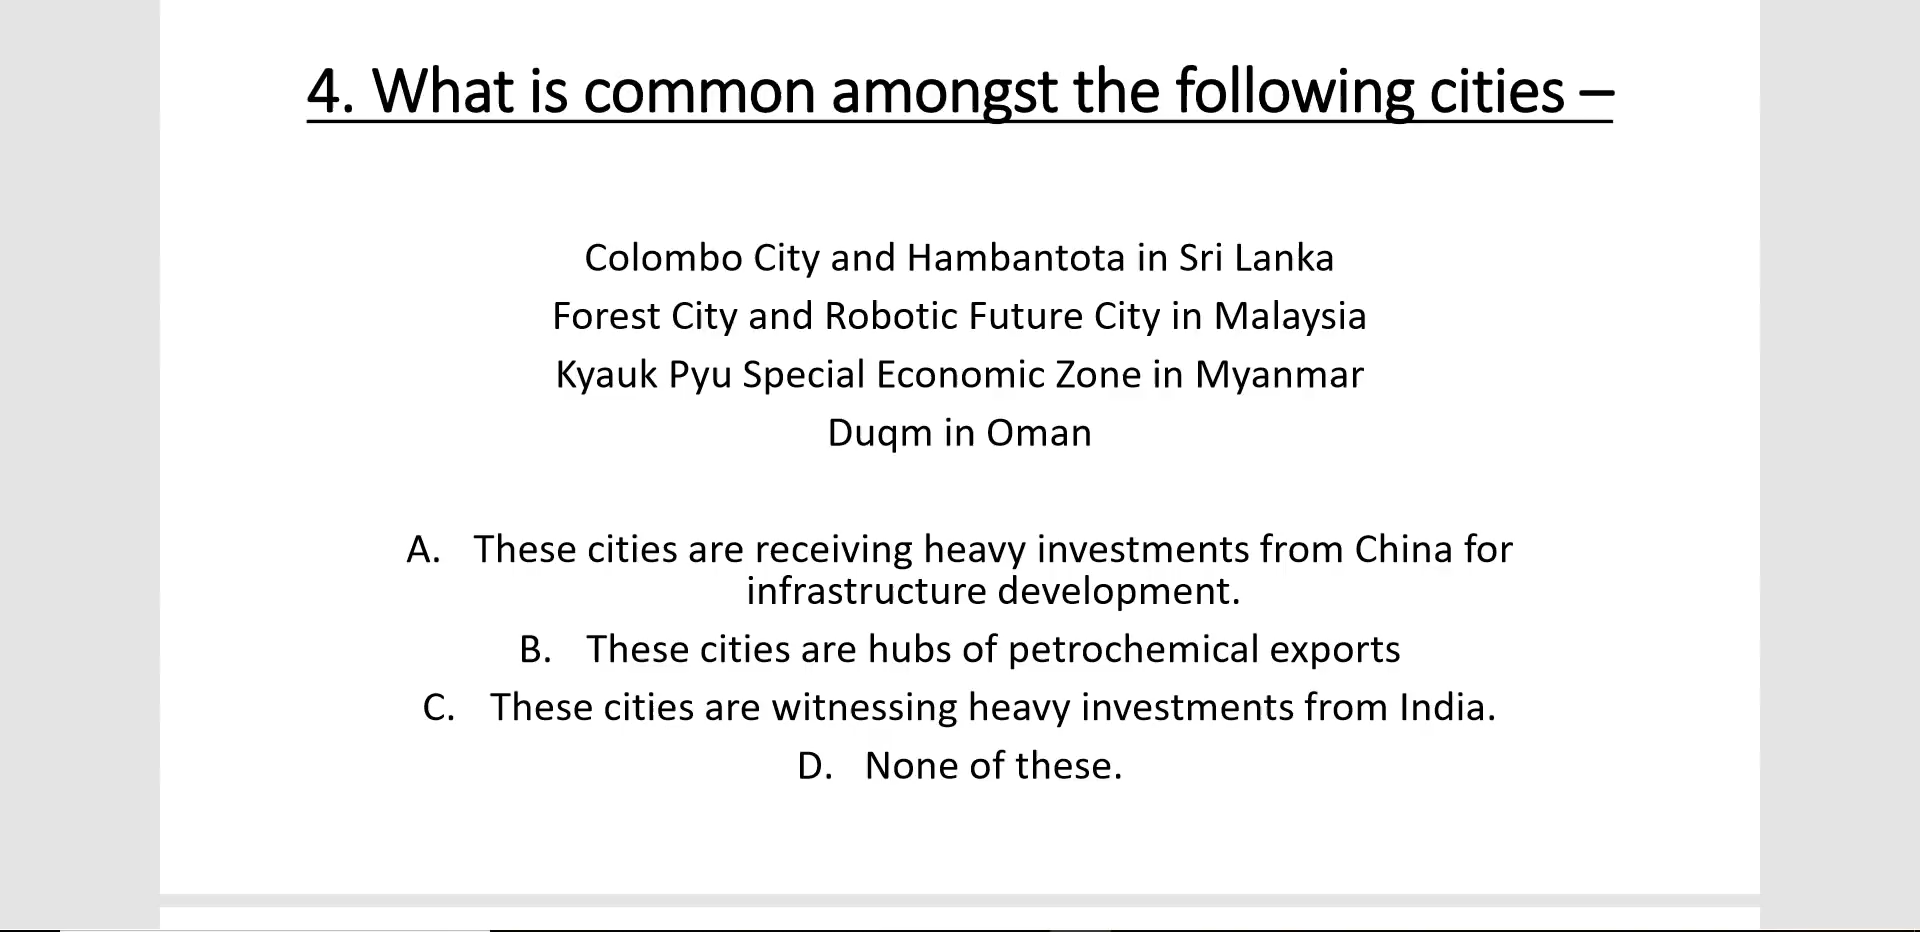 4. What is common amongst the following cities –
Colombo City and Hambantota in Sri Lanka
Forest City and Robotic Future City in Malaysia
Kyauk Pyu Special Economic Zone in Myanmar
Duqm in Oman
A. These cities are receiving heavy investments from China for
infrastructure development.
B. These cities are hubs of petrochemical exports
C. These cities are witnessing heavy investments from India.
D. None of these.